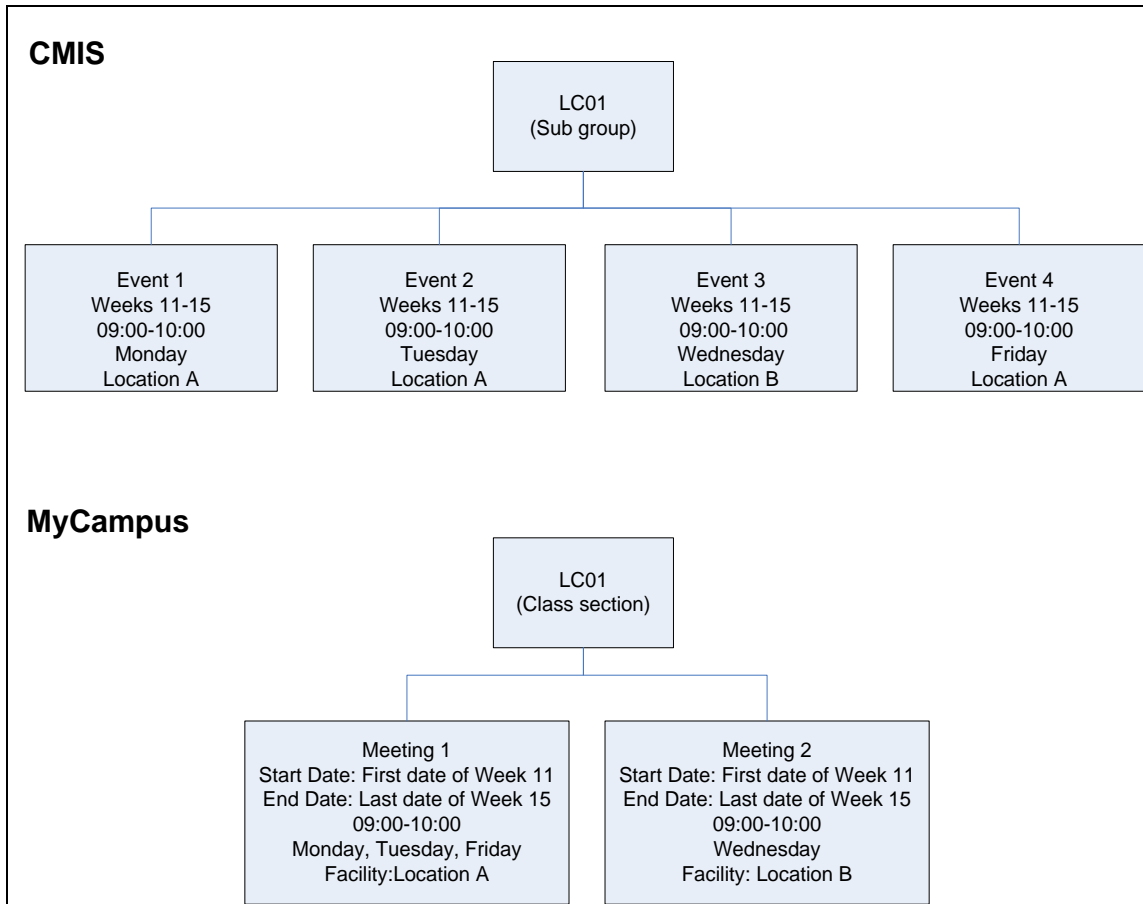 CMIS
LC01
(Sub group)
Event 1
Weeks 11-15
09:00-10:00
Monday
Location A
Event 2
Weeks 11-15
09:00-10:00
Tuesday
Location A
Event 3
Weeks 11-15
09:00-10:00
Wednesday
Location B
Event 4
Weeks 11-15
09:00-10:00
Friday
Location A
MyCampus
LC01
(Class section)
Meeting 1
Start Date: First date of Week 11
End Date: Last date of Week 15
09:00-10:00
Monday, Tuesday, Friday
Facility:Location A
Meeting 2
Start Date: First date of Week 11
End Date: Last date of Week 15
09:00-10:00
Wednesday
Facility: Location B